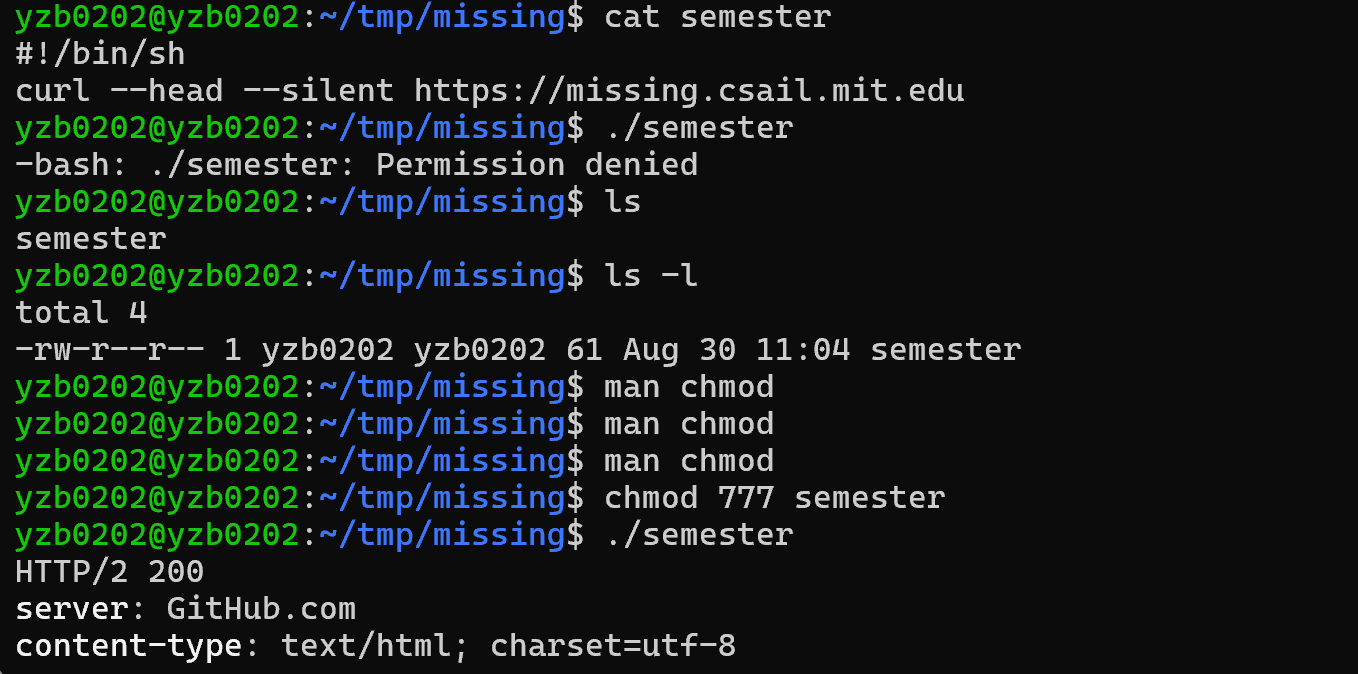 yzb0202@yzb0202:~/tmp/missing$ cat semester
#!/bin/sh
curl --head --silent https://missing.csail.mit.edu
yzb0202@yzb0202:~/tmp/missing$ ./semester
-bash: ./semester: Permission denied
yzb0202@yzb0202:~/tmp/missing$ ls
semester
yzb0202@yzb0202:~/tmp/missing$ ls -l
total 4
-rw-r--r-- 1 yzb0202 yzb0202 61 Aug 30 11:04 semester
yzb0202@yzb0202:~/tmp/missing$ man chmod
yzb0202@yzb0202:~/tmp/missing$ man chmod
yzb0202@yzb0202:~/tmp/missing$ man chmod
yzb0202@yzb0202:~/tmp/missing$ chmod 777 semester
yzb0202@yzb0202:~/tmp/missing$ ./semester
HTTP/2 200
server: GitHub.com
content-type: text/html; charset=utf-8